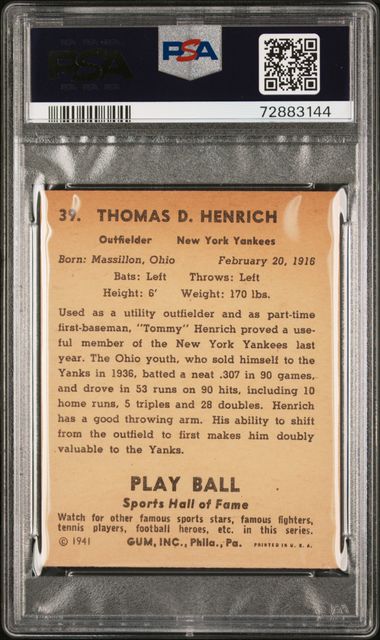 PSA
72883144
39. THOMAS D. HENRICH
Outfielder New York Yankees
Born: Massillon, Ohio February 20, 1916
Bats: Left Throws: Left
Height: 6' Weight: 170 lbs.
Used as a utility outfielder and as part-time
first-baseman, "Tommy" Henrich proved a use-
ful member of the New York Yankees last
year. The Ohio youth, who sold himself to the
Yanks in 1936, batted a neat .307 in 90 games,
and drove in 53 runs on 90 hits, including 10
home runs, 5 triples and 28 doubles. Henrich
has a good throwing arm. His ability to shift
from the outfield to first makes him doubly
valuable to the Yanks.
PLAY BALL
Sports Hall of Fame
Watch for other famous sports stars, famous fighters,
tennis players, football heroes, etc. in this series.
© 1941 GUM, INC., Phila., Pa. PRINTED IN U. S. A.